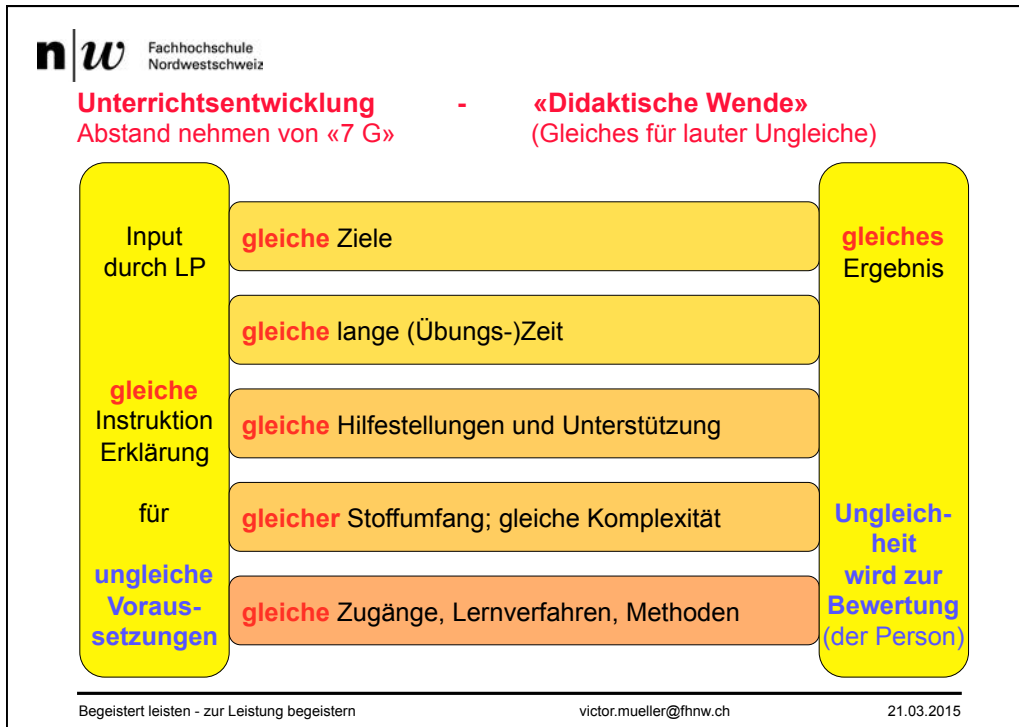 n|w Fachhochschule
Nordwestschweiz
Unterrichtsentwicklung - «Didaktische Wende»
Abstand nehmen von «7 G» (Gleiches für lauter Ungleiche)
Input
durch LP
gleiche
Instruktion
Erklärung
für
ungleiche
Voraus-
setzungen
gleiche Ziele
gleiche lange (Übungs-)Zeit
gleiche Hilfestellungen und Unterstützung
gleicher Stoffumfang; gleiche Komplexität
gleiche Zugänge, Lernverfahren, Methoden
gleiches
Ergebnis
Ungleich-
heit
wird zur
Bewertung
(der Person)
Begeistert leisten - zur Leistung begeistern victor.mueller@fhnw.ch 21.03.2015